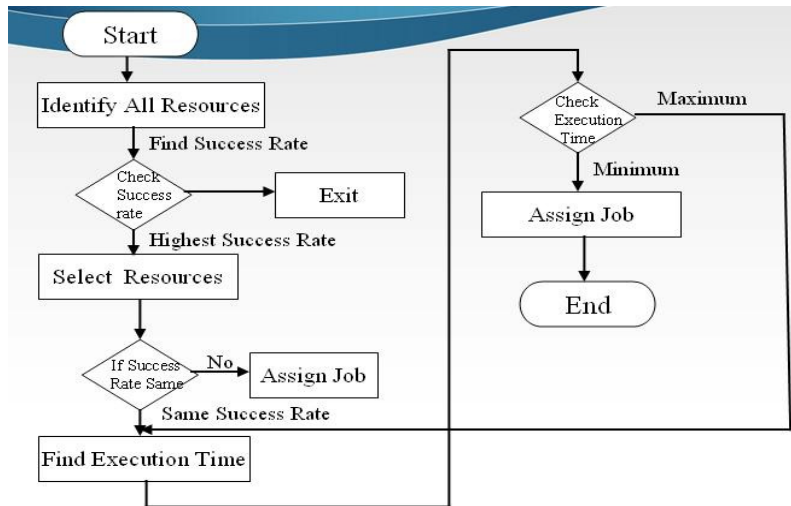 Start
Identify All Resources
Find Success Rate
Check
Success
rate
Exit
Highest Success Rate
Select Resources
If Success
Rate Same
No
Assign Job
Same Success Rate
Find Execution Time
Check
Execution
Time
Maximum
Minimum
Assign Job
End